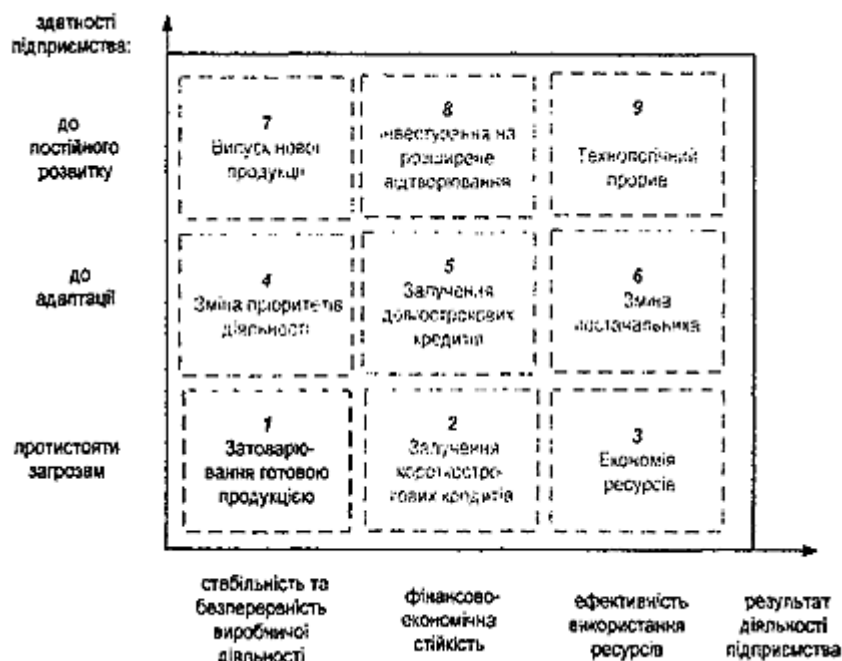 здатності
підприємства:
до
постійного
розвитку
7
Випуск нової
продукції
8
Інвестування на
розширене
відтворювання
9
Технологічний
прорив
до
адаптації
4
Зміна пріоритетів
діяльності
5
Залучення
довгострокових
кредитів
6
Зміна
постачальника
протистояти
загрозам
1
Затоварю-
вання готовою
продукцією
2
Залучення
короткостро-
кових кредитів
3
Економія
ресурсів
стабільність та
безперервність
виробничої
діяльності
фінансово-
економічна
стійкість
ефективність
використання
ресурсів
результат
діяльності
підприємства